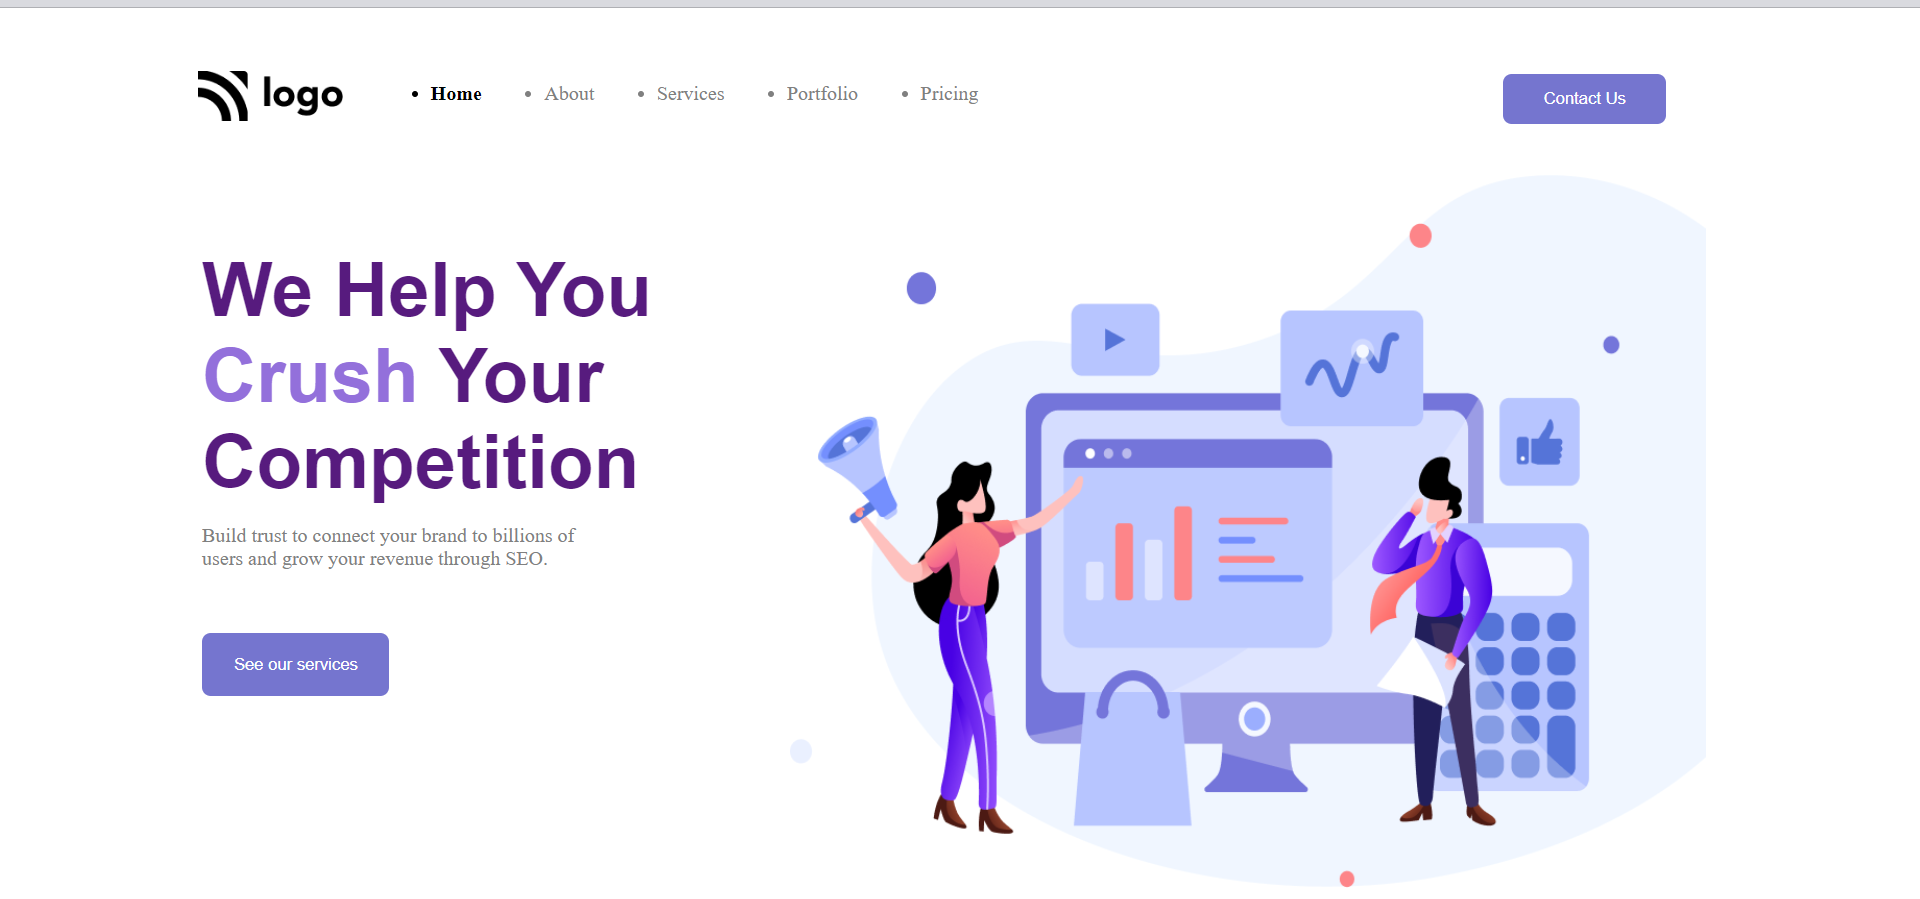 logo
Home
About
Services
Portfolio
Pricing
Contact Us
We Help You
Crush Your
Competition
Build trust to connect your brand to billions of
users and grow your revenue through SEO.
See our services